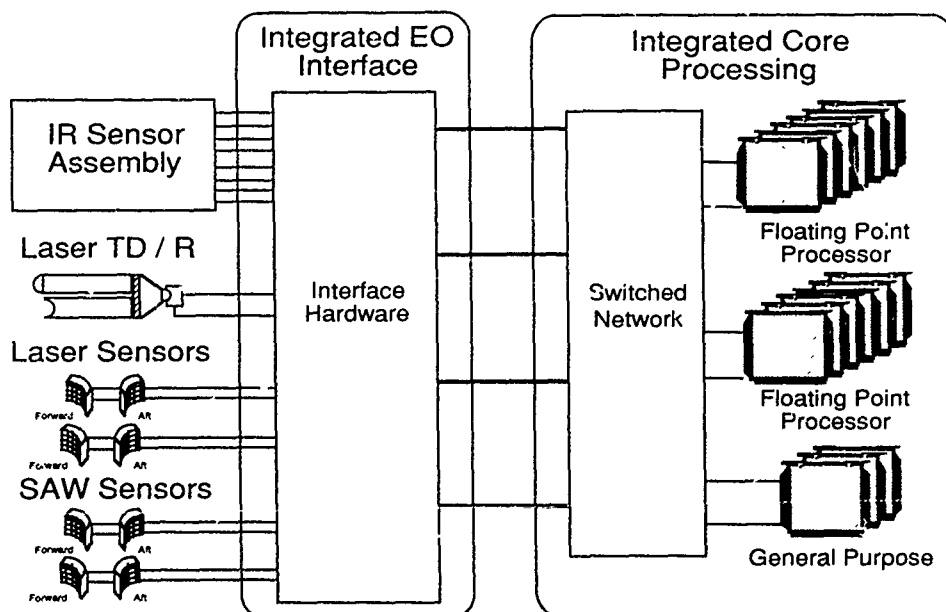 Integrated EO
Interface
Integrated Core
Processing
IR Sensor
Assembly
Laser TD / R
Interface
Hardware
Switched
Network
Floating Point
Processor
Floating Point
Processor
General Purpose
Laser Sensors
Forward
Aft
Forward
Aft
SAW Sensors
Forward
Aft
Forward
Aft